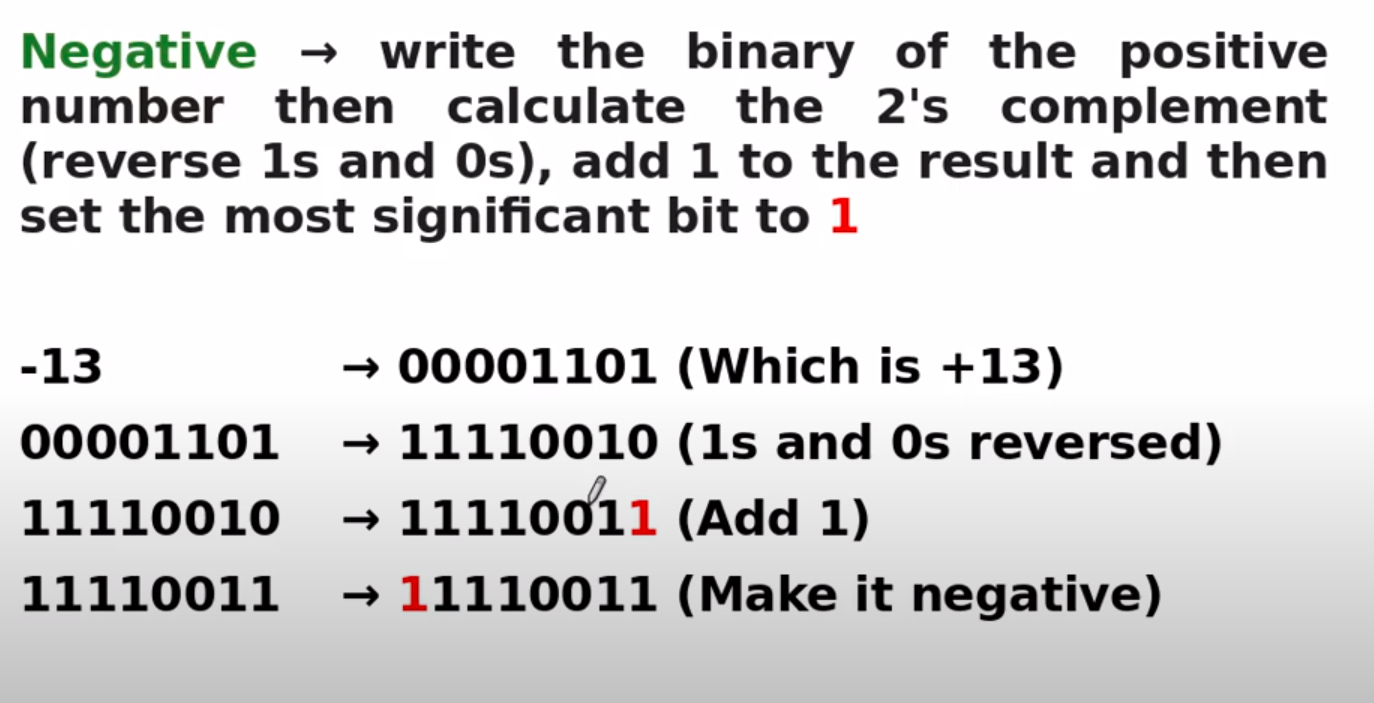 Negative → write the binary of the positive
number then calculate the 2's complement
(reverse 1s and 0s), add 1 to the result and then
set the most significant bit to 1
-13 → 00001101 (Which is +13)
00001101 → 11110010 (1s and 0s reversed)
11110010 → 11110011 (Add 1)
11110011 → 11110011 (Make it negative)